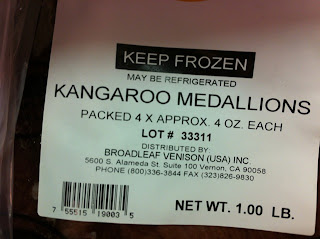 KEEP FROZEN
MAY BE REFRIGERATED
KANGAROO MEDALLIONS
PACKED 4 X APPROX. 4 OZ. EACH
LOT # 33311
DISTRIBUTED BY:
BROADLEAF VENISON (USA) INC.
5600 S. Alameda St. Suite 100 Vernon, CA 90058
PHONE (800)336-3844 FAX (323)826-9830
NET WT. 1.00 LB.
7 55515 19003 5